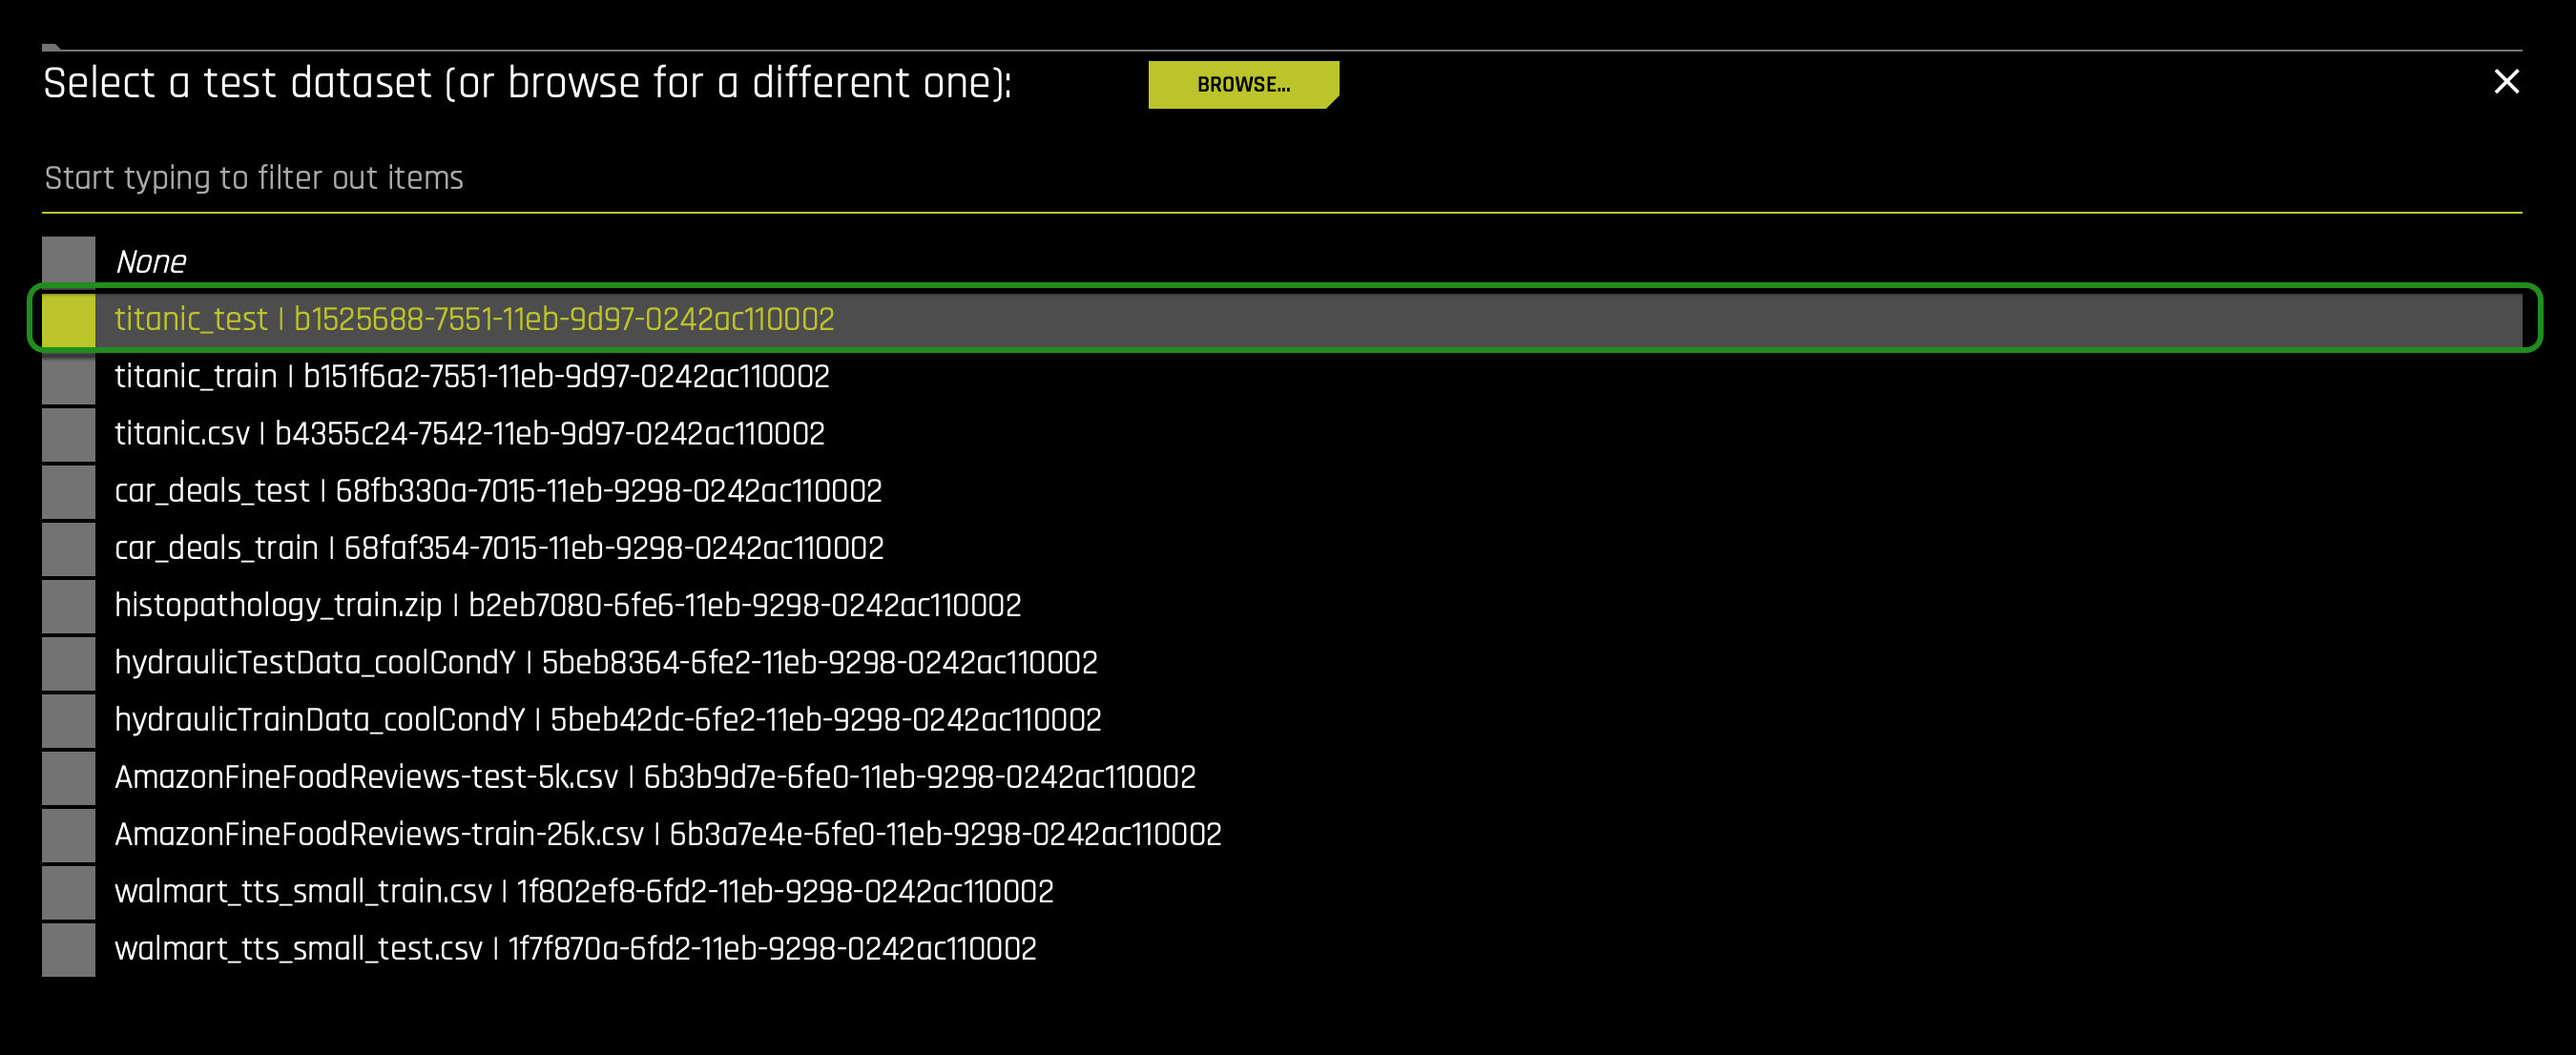 Select a test dataset (or browse for a different one): BROWSE...
Start typing to filter out items
None
titanic_test | b1525688-7551-11eb-9d97-0242ac110002
titanic_train | b151f6a2-7551-11eb-9d97-0242ac110002
titanic.csv | b4355c24-7542-11eb-9d97-0242ac110002
car_deals_test | 68fb330a-7015-11eb-9298-0242ac110002
car_deals_train | 68faf354-7015-11eb-9298-0242ac110002
histopathology_train.zip | b2eb7080-6fe6-11eb-9298-0242ac110002
hydraulicTestData_coolCondY | 5beb8364-6fe2-11eb-9298-0242ac110002
hydraulicTrainData_coolCondY | 5beb42dc-6fe2-11eb-9298-0242ac110002
AmazonFineFoodReviews-test-5k.csv | 6b3b9d7e-6fe0-11eb-9298-0242ac110002
AmazonFineFoodReviews-train-26k.csv | 6b3a7e4e-6fe0-11eb-9298-0242ac110002
walmart_tts_small_train.csv | 1f802ef8-6fd2-11eb-9298-0242ac110002
walmart_tts_small_test.csv | 1f7f870a-6fd2-11eb-9298-0242ac110002